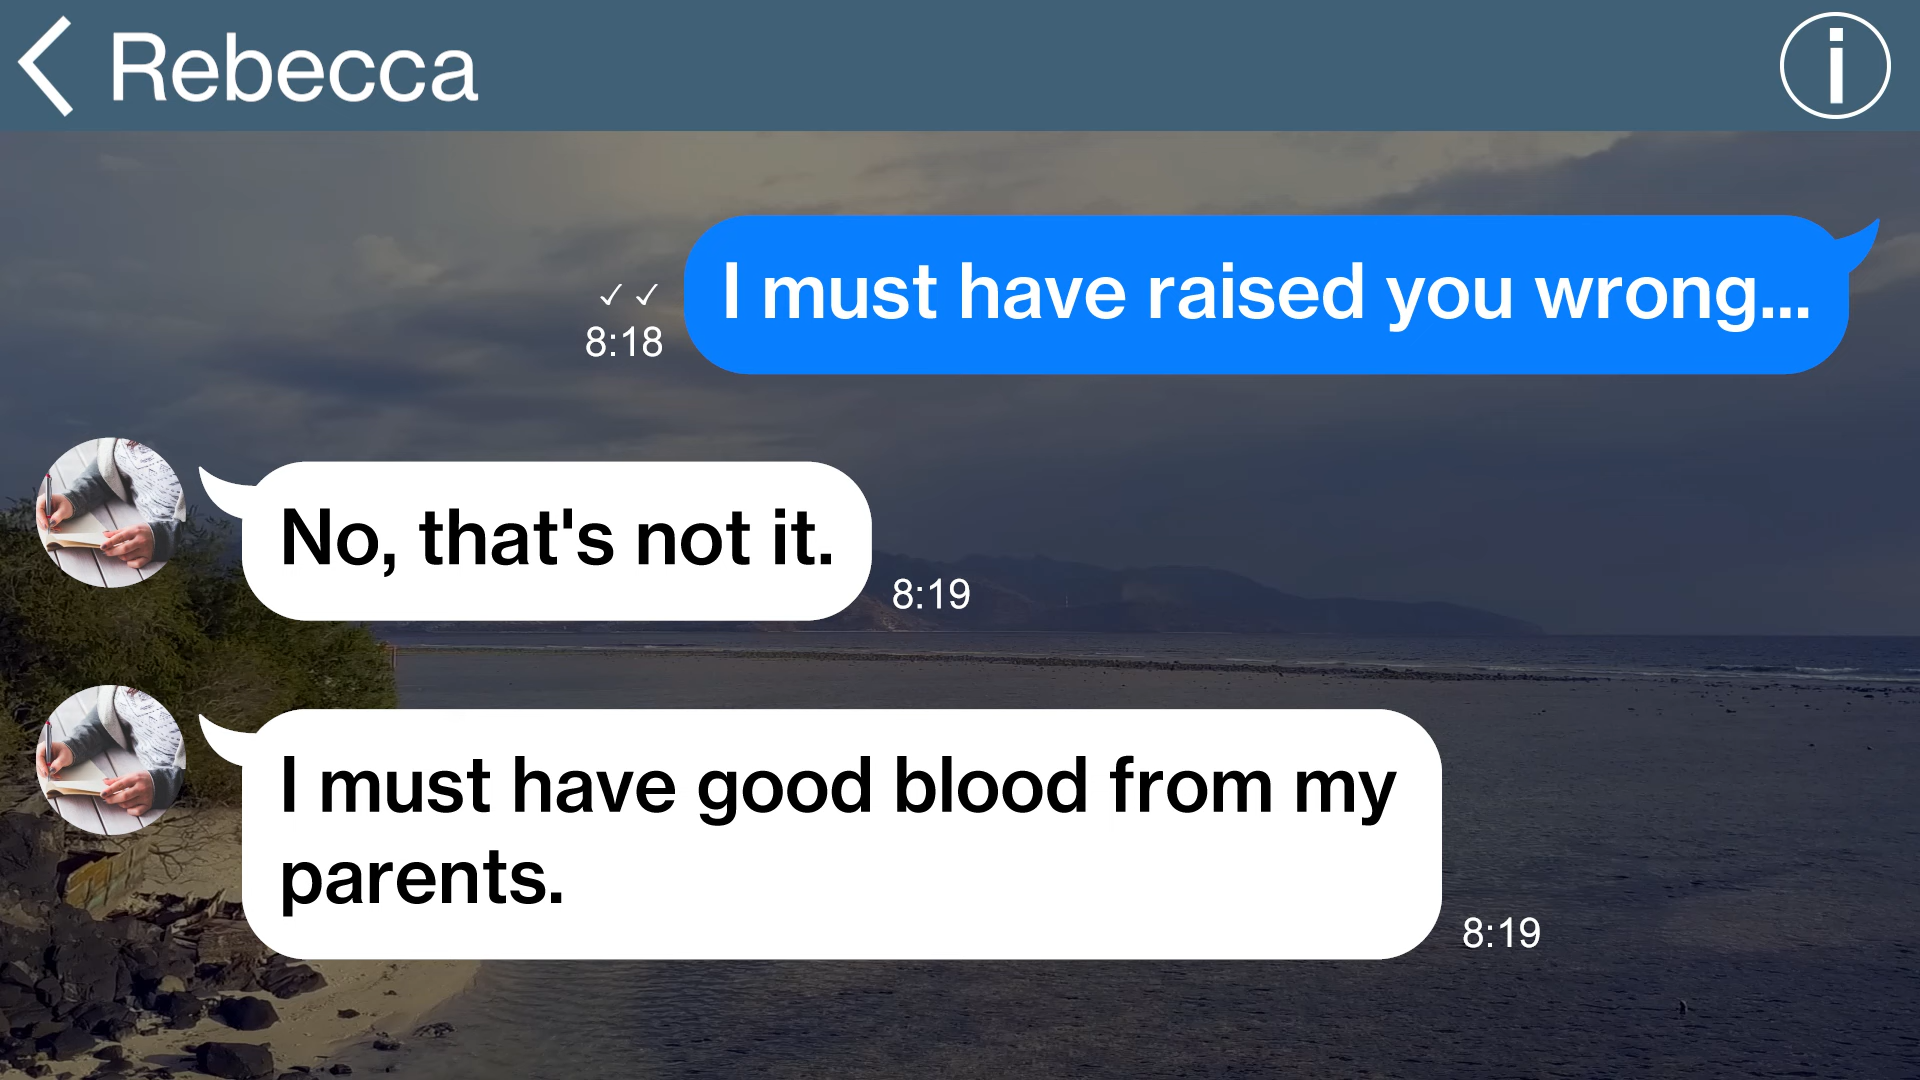 Rebecca
I must have raised you wrong...
✓ ✓
8:18
No, that's not it.
8:19
I must have good blood from my
parents.
8:19